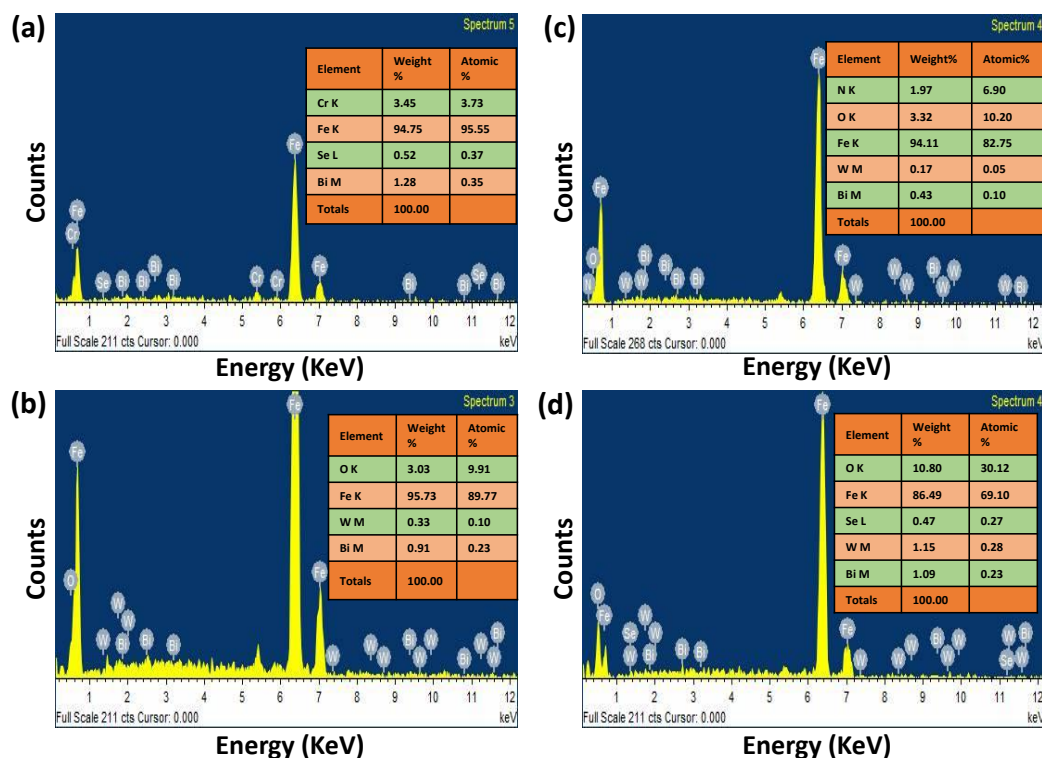 (a)
Spectrum 5
Element Weight % Atomic %
Cr K 3.45 3.73
Fe K 94.75 95.55
Se L 0.52 0.37
Bi M 1.28 0.35
Totals 100.00
Counts
Fe
Fe
Cr
Se Bi Bi Bi Bi Cr Cr Fe Bi Bi Se Bi
1 2 3 4 5 6 7 8 9 10 11 12
Full Scale 211 cts Cursor: 0.000 keV
Energy (KeV)
(c)
Spectrum 4
Element Weight% Atomic%
N K 1.97 6.90
O K 3.32 10.20
Fe K 94.11 82.75
W M 0.17 0.05
Bi M 0.43 0.10
Totals 100.00
Counts
Fe
Fe
O
N W W Bi Bi Bi Bi Fe W W W Bi W W W Bi
1 2 3 4 5 6 7 8 9 10 11 12
Full Scale 268 cts Cursor: 0.000 keV
Energy (KeV)
(b)
Spectrum 3
Element Weight % Atomic %
O K 3.03 9.91
Fe K 95.73 89.77
W M 0.33 0.10
Bi M 0.91 0.23
Totals 100.00
Counts
Fe
Fe
O
Fe
W W W Bi Bi Bi W W W Bi W W Bi W W Bi
1 2 3 4 5 6 7 8 9 10 11 12
Full Scale 211 cts Cursor: 0.000 keV
Energy (KeV)
(d)
Spectrum 4
Element Weight % Atomic %
O K 10.80 30.12
Fe K 86.49 69.10
Se L 0.47 0.27
W M 1.15 0.28
Bi M 1.09 0.23
Totals 100.00
Counts
Fe
O
Fe
Se W W W Bi Bi Bi Fe W W W Bi W W W Se W Bi
1 2 3 4 5 6 7 8 9 10 11 12
Full Scale 211 cts Cursor: 0.000 keV
Energy (KeV)